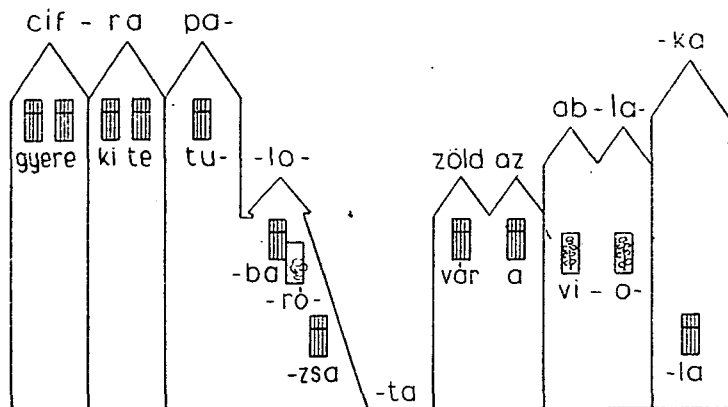 cif - ra pa-
-lo-
-ta
zöld az
ab - la-
-ka
gyere ki te tu-
-ba
-ró-
-zsa
vár a
vi - o-
-la